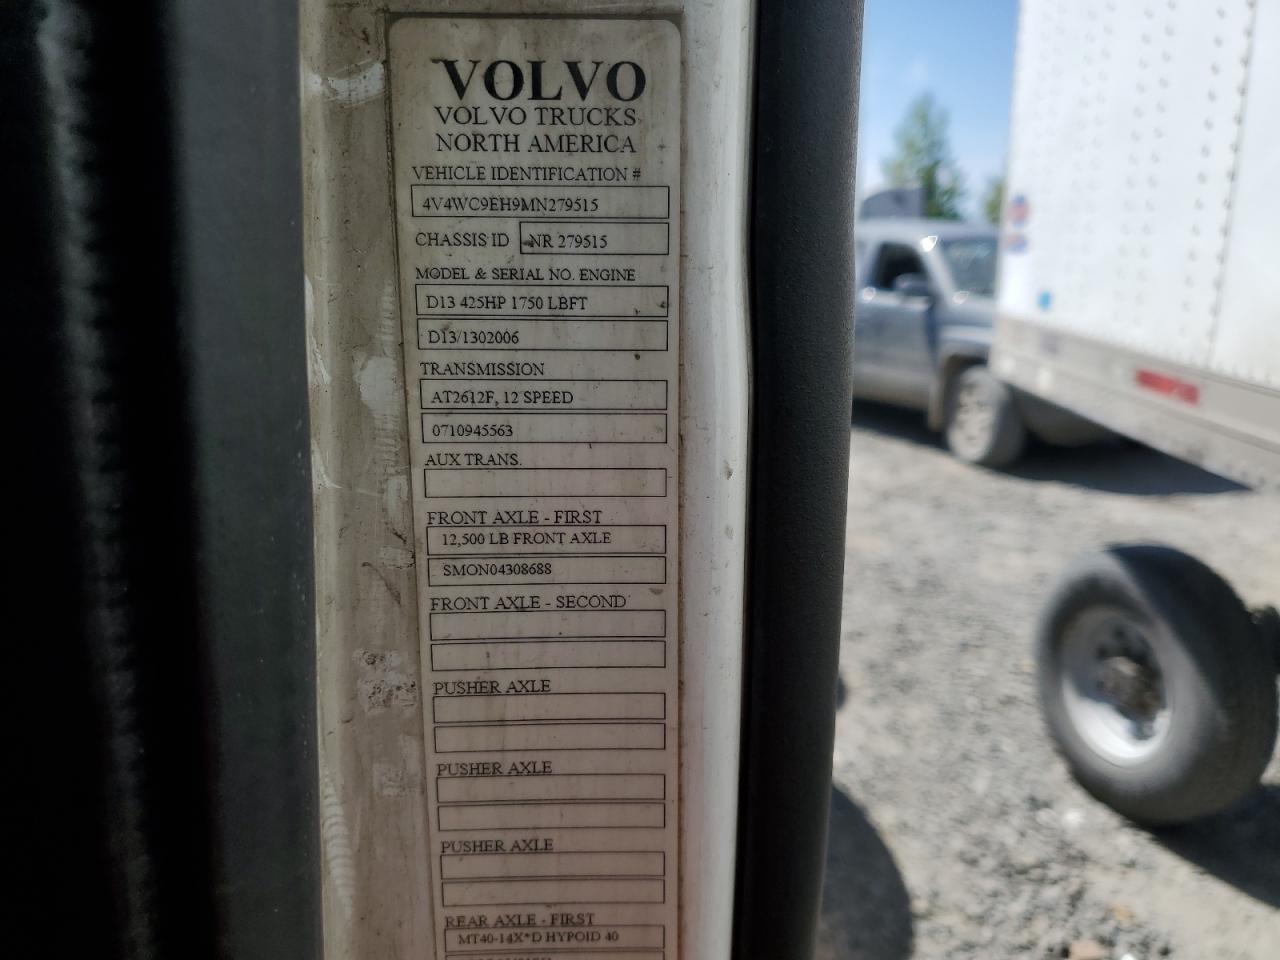 VOLVO
VOLVO TRUCKS
NORTH AMERICA
VEHICLE IDENTIFICATION #
4V4WC9EH9MN279515
CHASSIS ID NR 279515
MODEL & SERIAL NO. ENGINE
D13 425HP 1750 LBFT
D13/1302006
TRANSMISSION
AT2612F, 12 SPEED
0710945563
AUX TRANS.
FRONT AXLE - FIRST
12,500 LB FRONT AXLE
SMON04308688
FRONT AXLE - SECOND
PUSHER AXLE
PUSHER AXLE
PUSHER AXLE
REAR AXLE - FIRST
MT40-14X*D HYPOID 40